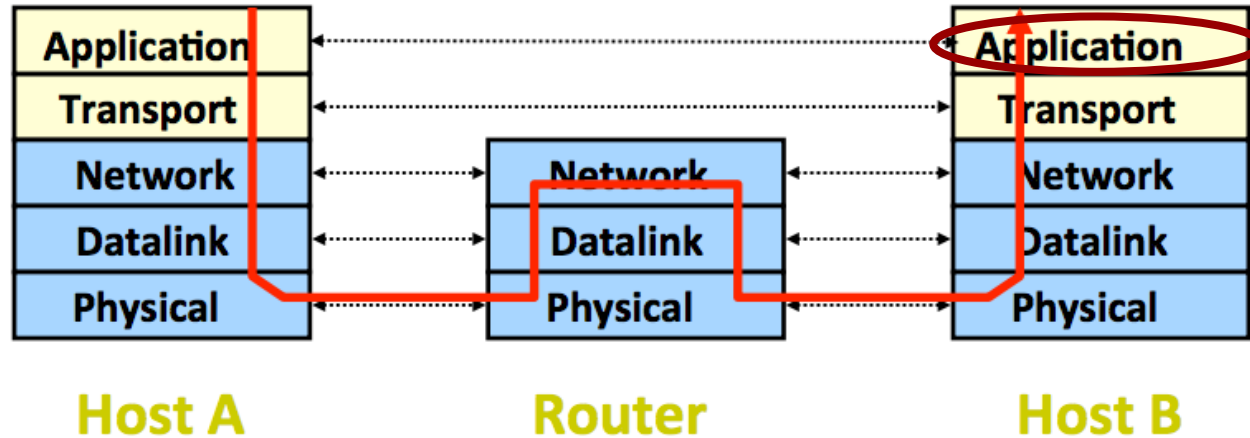 Application
Transport
Network
Datalink
Physical
Host A
Network
Datalink
Physical
Router
Application
Transport
Network
Datalink
Physical
Host B